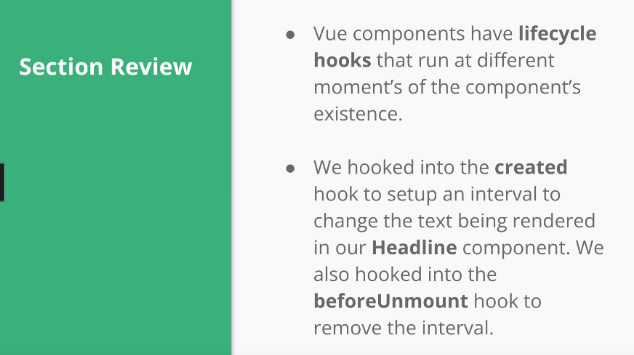 Section Review
● Vue components have lifecycle
hooks that run at different
moment’s of the component’s
existence.
● We hooked into the created
hook to setup an interval to
change the text being rendered
in our Headline component. We
also hooked into the
beforeUnmount hook to
remove the interval.